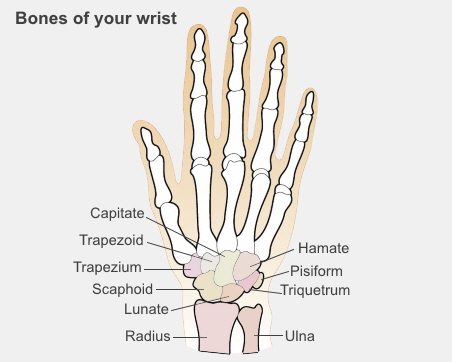 Bones of your wrist
Capitate
Trapezoid
Trapezium
Scaphoid
Lunate
Radius
Hamate
Pisiform
Triquetrum
Ulna